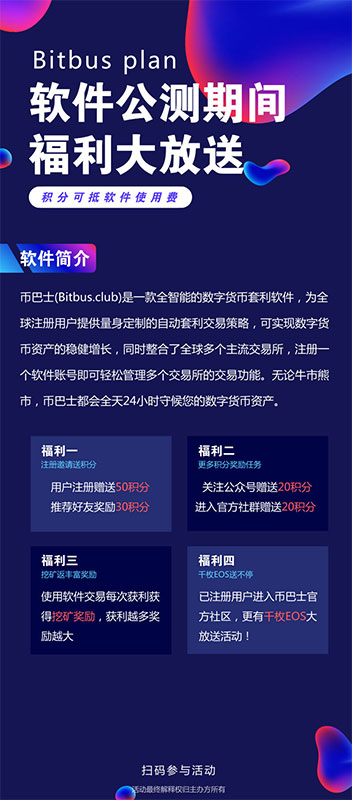 Bitbus plan
软件公测期间
福利大放送
积分可抵软件使用费
软件简介
币巴士(Bitbus.club)是一款全智能的数字货币套利软件，为全
球注册用户提供量身定制的自动套利交易策略，可实现数字货
币资产的稳健增长，同时整合了全球多个主流交易所，注册一
个软件账号即可轻松管理多个交易所的交易功能。无论牛市熊
市，币巴士都会全天24小时守候您的数字货币资产。
福利一
注册邀请送积分
用户注册赠送50积分
推荐好友奖励30积分
福利二
更多积分奖励任务
关注公众号赠送20积分
进入官方社群赠送20积分
福利三
挖矿返丰富奖励
使用软件交易每次获利获
得挖矿奖励，获利越多奖
励越大
福利四
千枚EOS送不停
已注册用户进入币巴士官
方社区，更有千枚EOS大
放送活动！
扫码参与活动
活动最终解释权归主办方所有